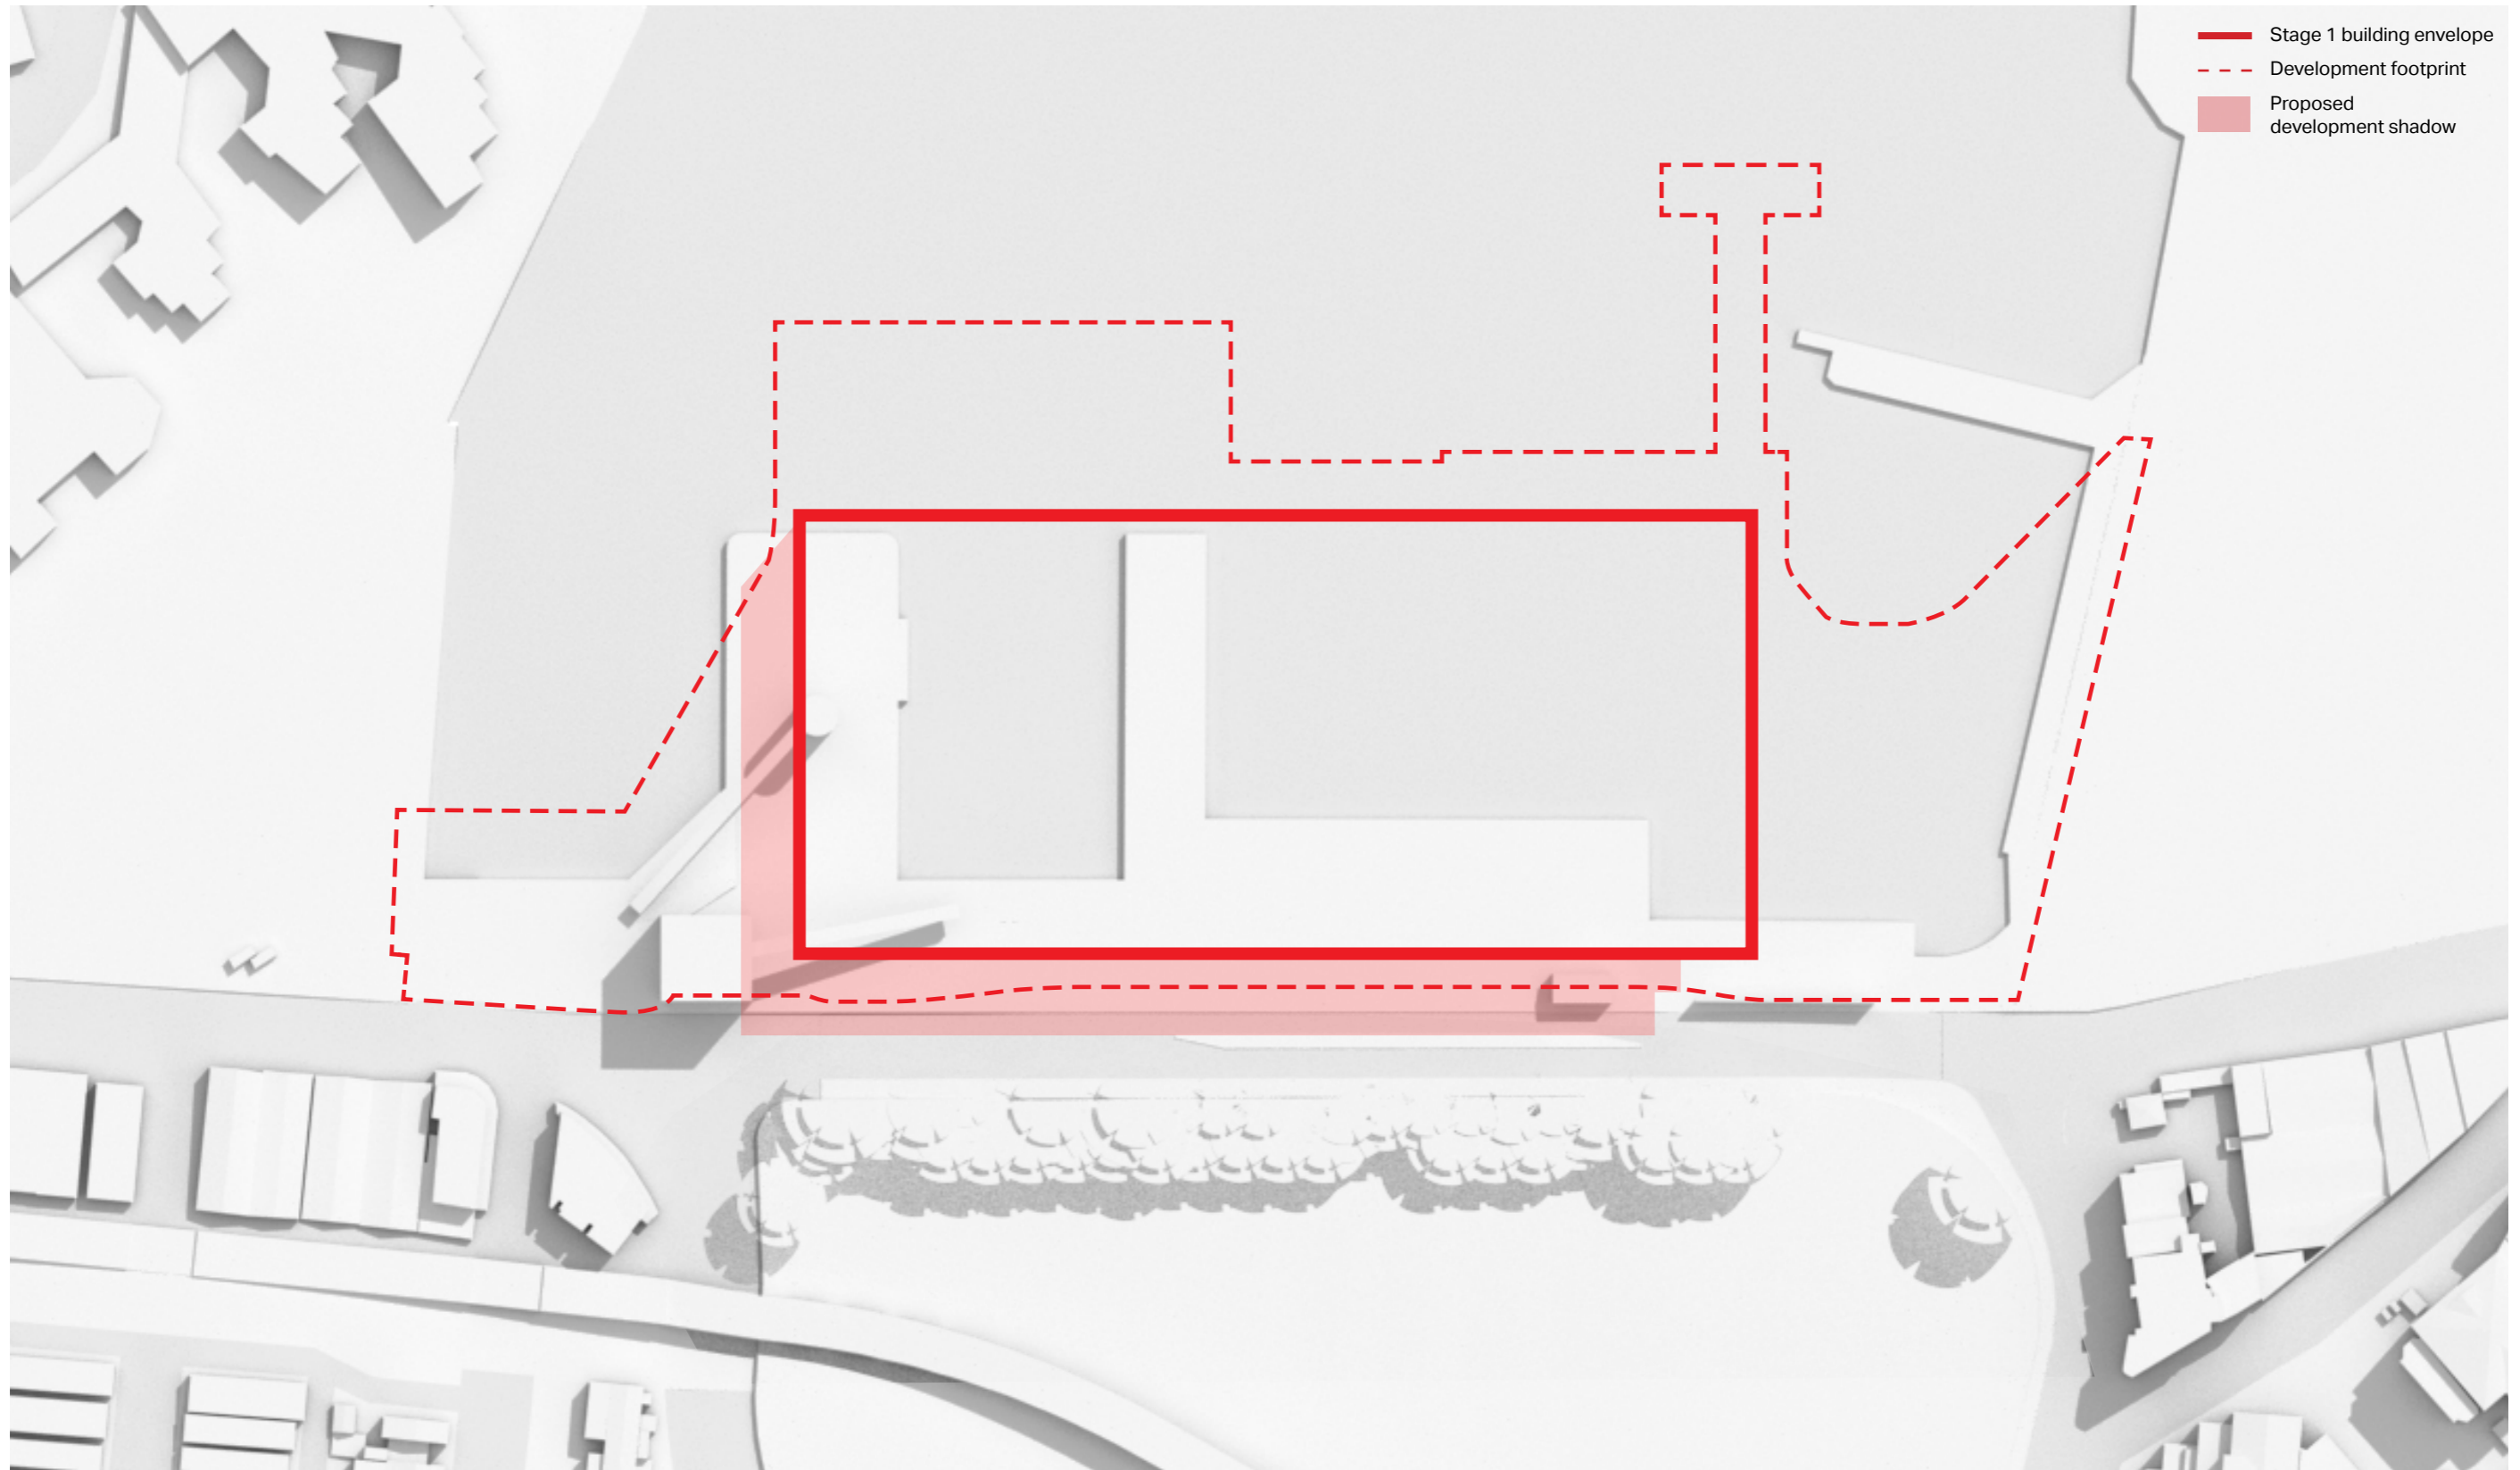 Stage 1 building envelope
Development footprint
Proposed
development shadow